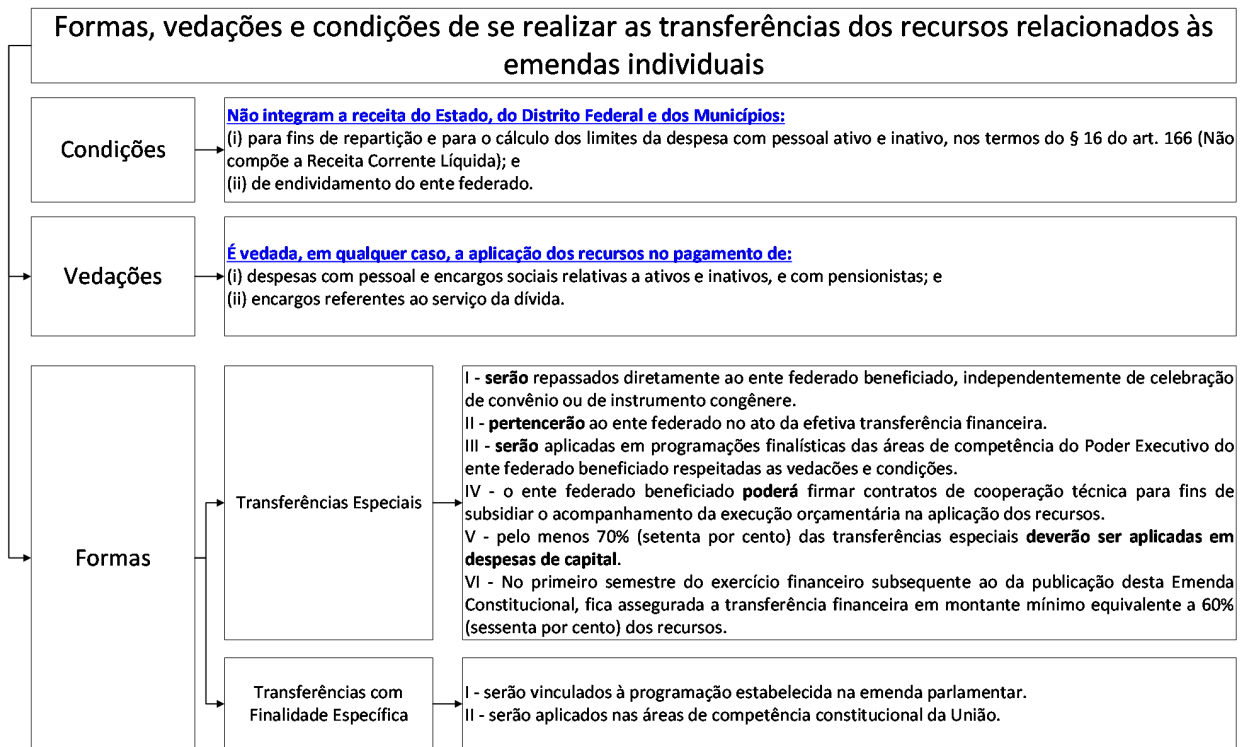 Formas, vedações e condições de se realizar as transferências dos recursos relacionados às
emendas individuais
Condições
Não integram a receita do Estado, do Distrito Federal e dos Municípios:
(i) para fins de repartição e para o cálculo dos limites da despesa com pessoal ativo e inativo, nos termos do § 16 do art. 166 (Não
compõe a Receita Corrente Líquida); e
(ii) de endividamento do ente federado.
Vedações
É vedada, em qualquer caso, a aplicação dos recursos no pagamento de:
(i) despesas com pessoal e encargos sociais relativas a ativos e inativos, e com pensionistas; e
(ii) encargos referentes ao serviço da dívida.
Formas
Transferências Especiais
I - serão repassados diretamente ao ente federado beneficiado, independentemente de celebração
de convênio ou de instrumento congênere.
II - pertencerão ao ente federado no ato da efetiva transferência financeira.
III - serão aplicadas em programações finalísticas das áreas de competência do Poder Executivo do
ente federado beneficiado respeitadas as vedacões e condições.
IV - o ente federado beneficiado poderá firmar contratos de cooperação técnica para fins de
subsidiar o acompanhamento da execução orçamentária na aplicação dos recursos.
V - pelo menos 70% (setenta por cento) das transferências especiais deverão ser aplicadas em
despesas de capital.
VI - No primeiro semestre do exercício financeiro subsequente ao da publicação desta Emenda
Constitucional, fica assegurada a transferência financeira em montante mínimo equivalente a 60%
(sessenta por cento) dos recursos.
Transferências com
Finalidade Específica
I - serão vinculados à programação estabelecida na emenda parlamentar.
II - serão aplicados nas áreas de competência constitucional da União.